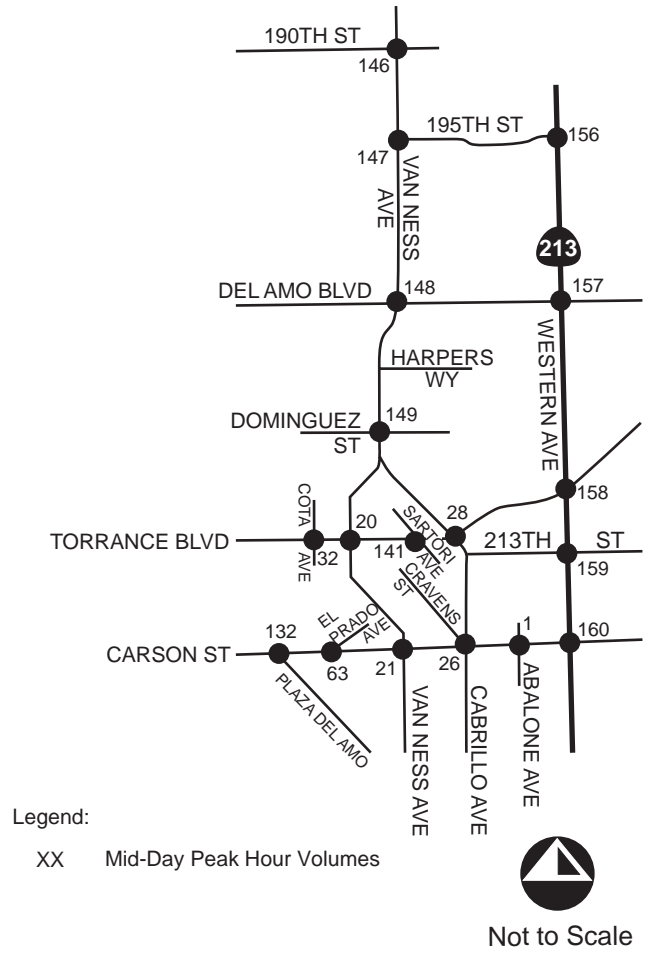 190TH ST
146
195TH ST
156
147
VAN NESS
AVE
213
DEL AMO BLVD
148
157
HARPERS
WY
WESTERN AVE
DOMINGUEZ
ST
149
158
COTA
AVE
20
SARTORI
AVE
28
TORRANCE BLVD
32
141
213TH
ST
159
CRAVENS
ST
EL
PRADO
AVE
132
1
160
CARSON ST
63
21
26
PLAZA DEL AMO
VAN NESS AVE
CABRILLO AVE
ABALONE AVE
Legend:
XX Mid-Day Peak Hour Volumes
Not to Scale